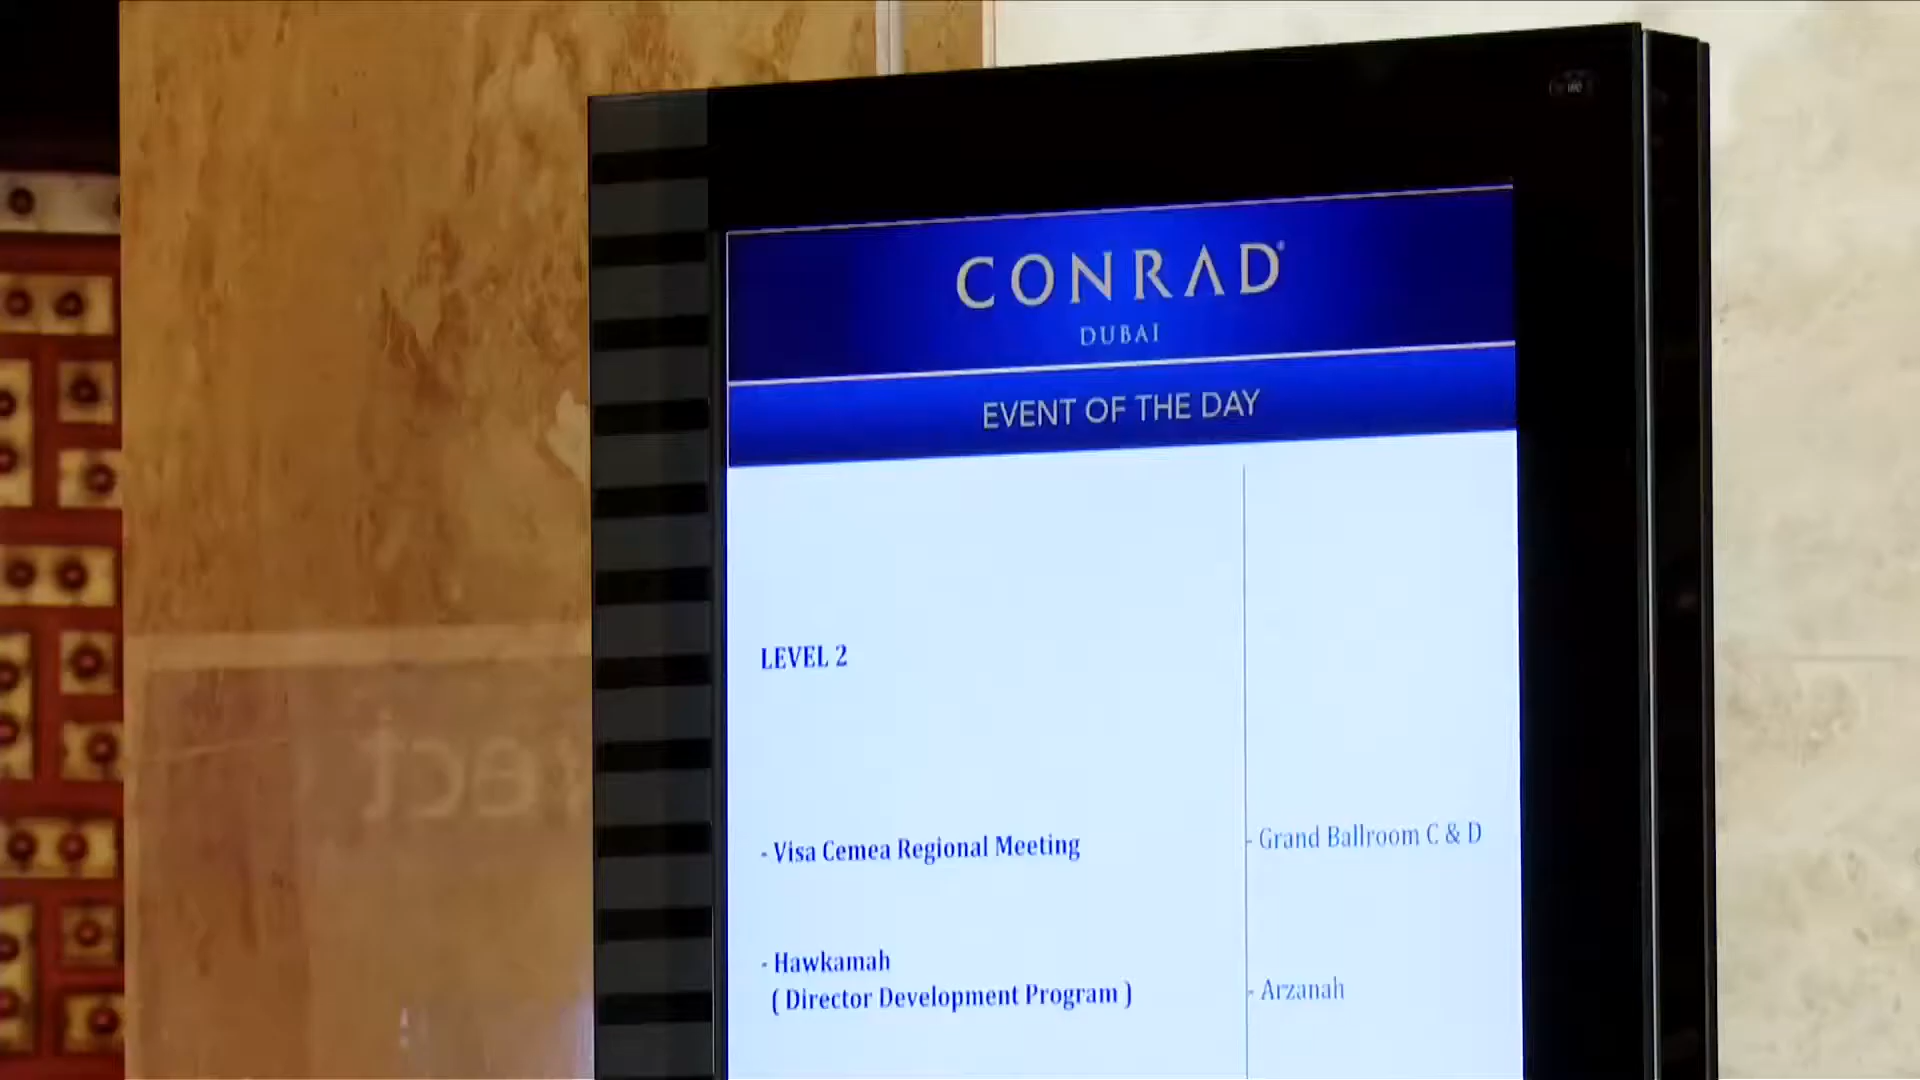 CONRAD
DUBAI
EVENT OF THE DAY
LEVEL 2
- Visa Cemea Regional Meeting
- Grand Ballroom C & D
- Hawkamah
( Director Development Program )
- Arzanah